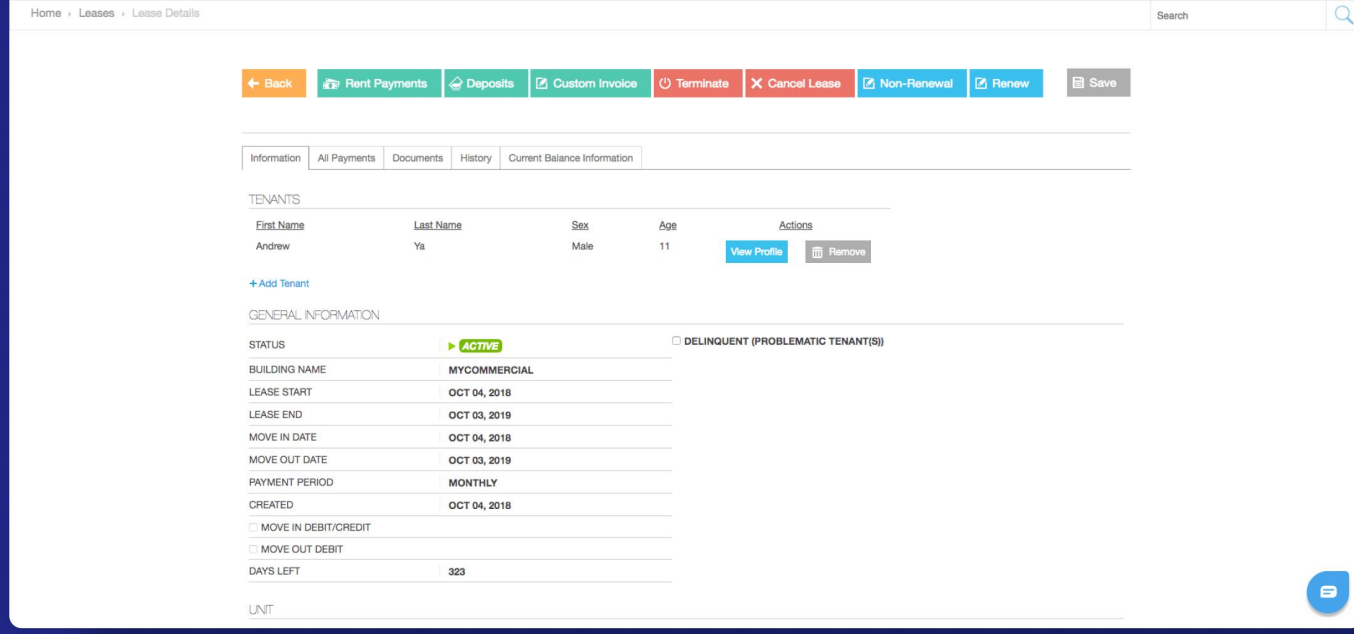 Home › Leases › Lease Details
Search
Back Rent Payments Deposits Custom Invoice Terminate Cancel Lease Non-Renewal Renew Save
Information All Payments Documents History Current Balance Information
TENANTS
First Name Last Name Sex Age Actions
Andrew Ya Male 11 View Profile Remove
+ Add Tenant
GENERAL INFORMATION
STATUS ACTIVE DELINQUENT (PROBLEMATIC TENANT(S))
BUILDING NAME MYCOMMERCIAL
LEASE START OCT 04, 2018
LEASE END OCT 03, 2019
MOVE IN DATE OCT 04, 2018
MOVE OUT DATE OCT 03, 2019
PAYMENT PERIOD MONTHLY
CREATED OCT 04, 2018
MOVE IN DEBIT/CREDIT
MOVE OUT DEBIT
DAYS LEFT 323
UNIT